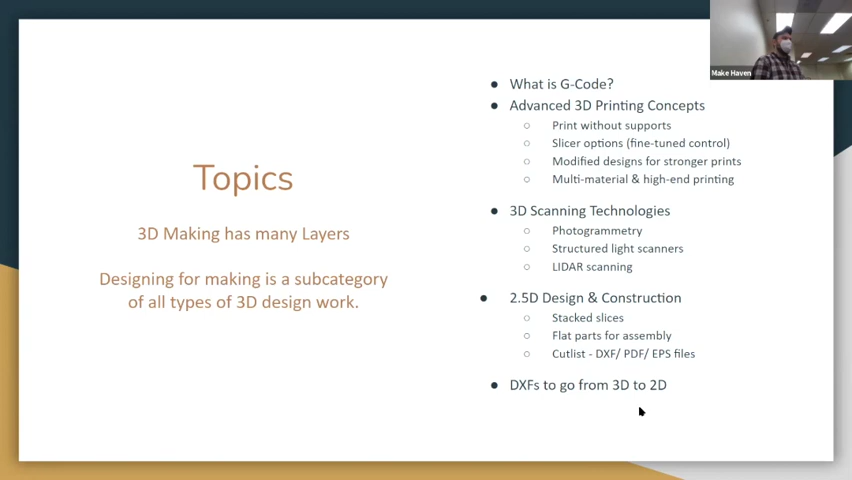 Topics
3D Making has many Layers
Designing for making is a subcategory
of all types of 3D design work.
● What is G-Code?
● Advanced 3D Printing Concepts
○ Print without supports
○ Slicer options (fine-tuned control)
○ Modified designs for stronger prints
○ Multi-material & high-end printing
● 3D Scanning Technologies
○ Photogrammetry
○ Structured light scanners
○ LIDAR scanning
● 2.5D Design & Construction
○ Stacked slices
○ Flat parts for assembly
○ Cutlist - DXF/ PDF/ EPS files
● DXFs to go from 3D to 2D
Make Haven